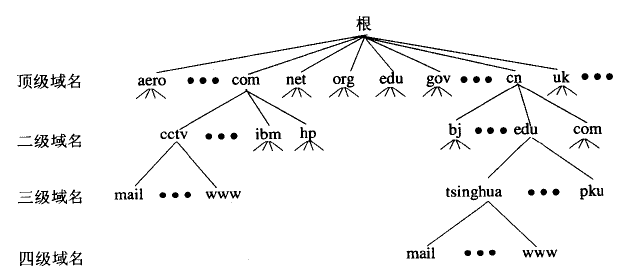 根
顶级域名 aero ●●● com net org edu gov ●●● cn uk ●●●
二级域名 cctv ●●● ibm hp bj ●●● edu com
三级域名 mail ●●● www tsinghua ●●● pku
四级域名 mail ●●● www